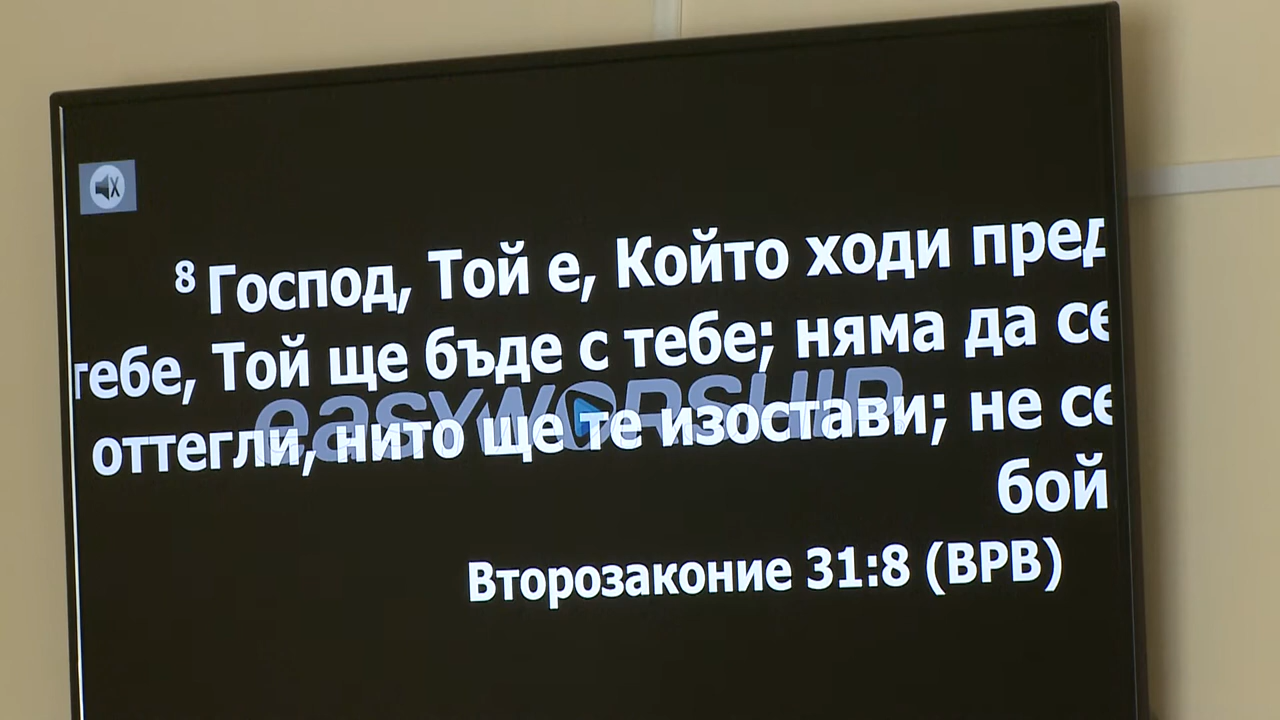 8 Господ, Той е, Който ходи пред
тебе, Той ще бъде с тебе; няма да се
easyworship
оттегли, нито ще те изостави; не се
бой
Второзаконие 31:8 (ВРВ)